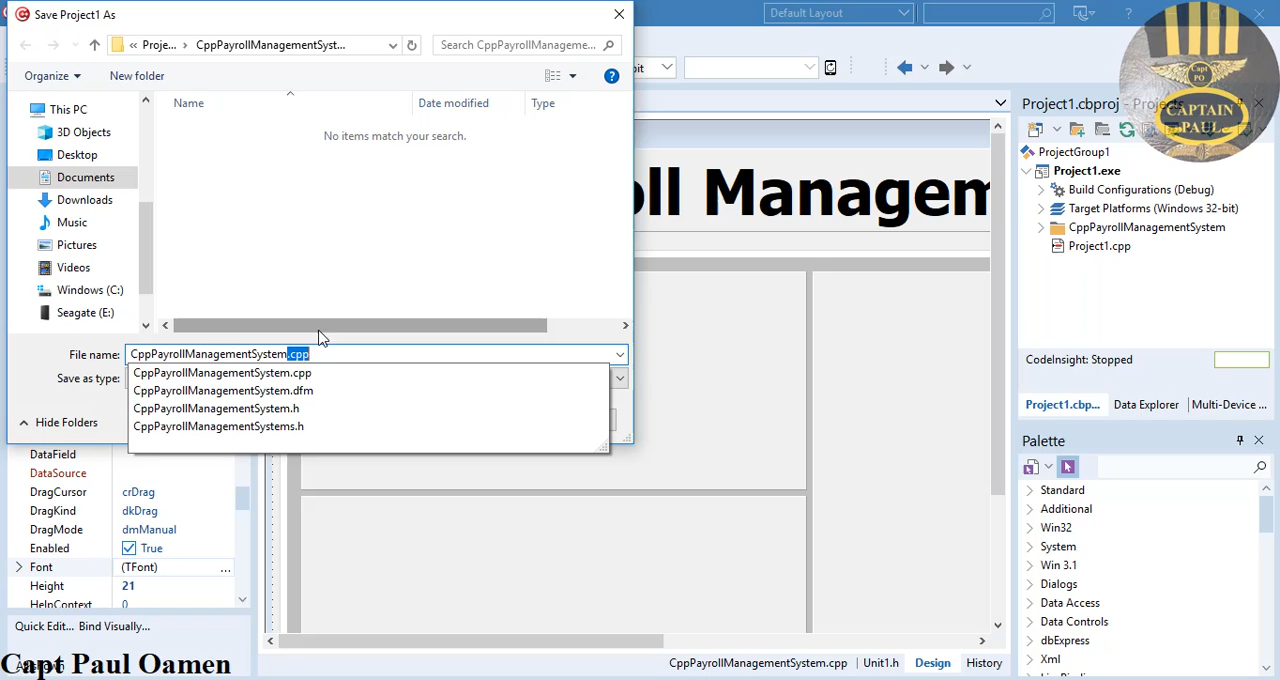 Save Project1 As
Default Layout
« Proje... > CppPayrollManagementSyst...
Search CppPayrollManageme...
Organize
New folder
This PC
3D Objects
Desktop
Documents
Downloads
Music
Pictures
Videos
Windows (C:)
Seagate (E:)
Name
Date modified
Type
No items match your search.
File name:
CppPayrollManagementSystem.cpp
Save as type:
CppPayrollManagementSystem.cpp
CppPayrollManagementSystem.dfm
CppPayrollManagementSystem.h
CppPayrollManagementSystems.h
Hide Folders
oll Managem
DataField
DataSource
DragCursor crDrag
DragKind dkDrag
DragMode dmManual
Enabled True
Font (TFont) ...
Height 21
HelpContext 0
Quick Edit... Bind Visually...
Capt Paul Oamen
CppPayrollManagementSystem.cpp
Unit1.h
Design
History
Project1.cbproj - Projects
ProjectGroup1
Project1.exe
Build Configurations (Debug)
Target Platforms (Windows 32-bit)
CppPayrollManagementSystem
Project1.cpp
CodeInsight: Stopped
Project1.cbp...
Data Explorer
Multi-Device ...
Palette
Standard
Additional
Win32
System
Win 3.1
Dialogs
Data Access
Data Controls
dbExpress
Xml
Capt
PO
CAPTAIN
PAUL